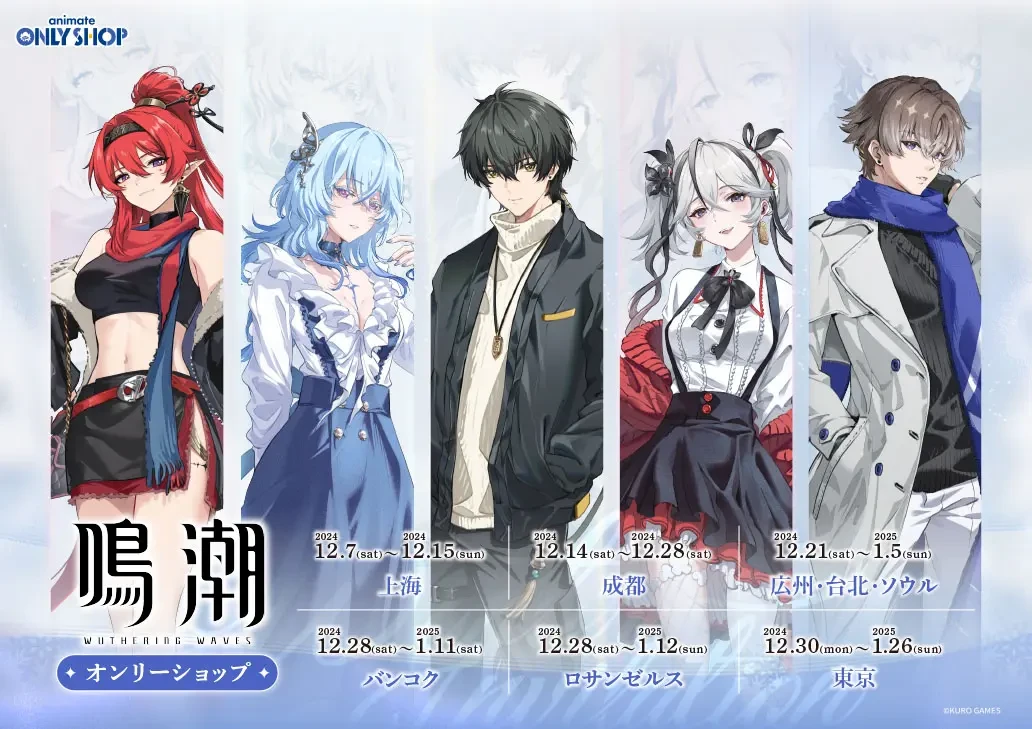 animate
ONLY SHOP
鳴潮
WUTHERING WAVES
オンリーショップ
2024 2024
12.7(sat)～12.15(sun)
上海
2024
12.14(sat)～12.28(sat)
成都
2024 2025
12.21(sat)～1.5(sun)
広州・台北・ソウル
2024 2025
12.28(sat)～1.11(sat)
バンコク
2024 2025
12.28(sat)～1.12(sun)
ロサンゼルス
2024 2025
12.30(mon)～1.26(sun)
東京
©KURO GAMES